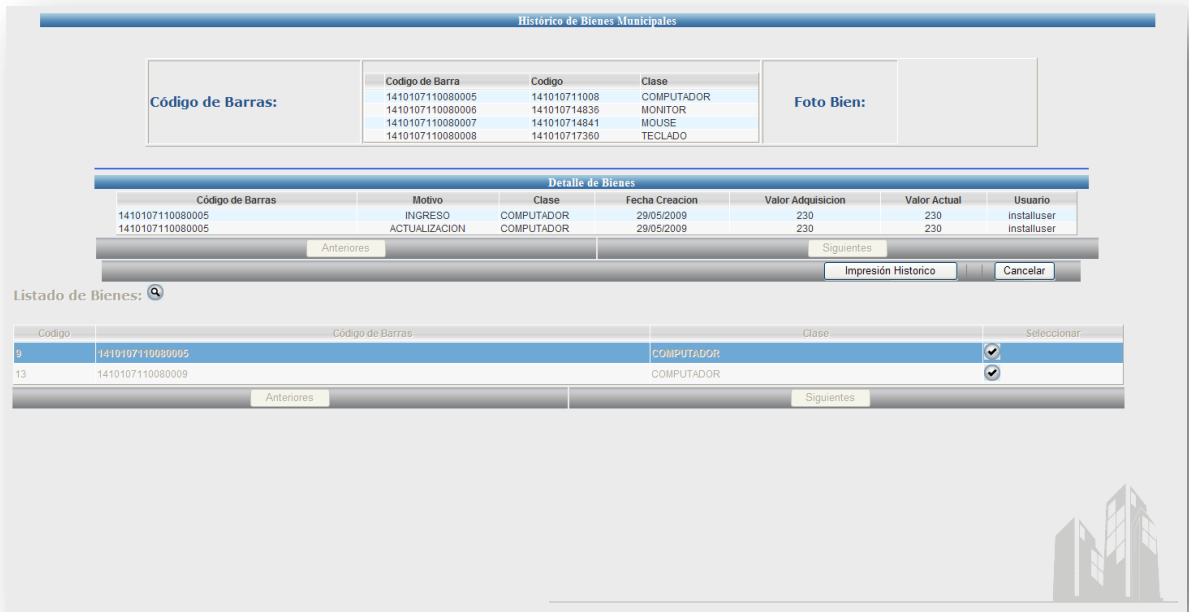 Histórico de Bienes Municipales
Código de Barras:
Codigo de Barra Codigo Clase
1410107110080005 141010711008 COMPUTADOR
1410107110080006 141010714836 MONITOR
1410107110080007 141010714841 MOUSE
1410107110080008 141010717360 TECLADO
Foto Bien:
Detalle de Bienes
Código de Barras Motivo Clase Fecha Creacion Valor Adquisicion Valor Actual Usuario
1410107110080005 INGRESO COMPUTADOR 29/05/2009 230 230 installuser
1410107110080005 ACTUALIZACION COMPUTADOR 29/05/2009 230 230 installuser
Anteriores Siguientes
Impresión Historico Cancelar
Listado de Bienes:
Codigo Código de Barras Clase Seleccionar
9 1410107110080005 COMPUTADOR
13 1410107110080009 COMPUTADOR
Anteriores Siguientes